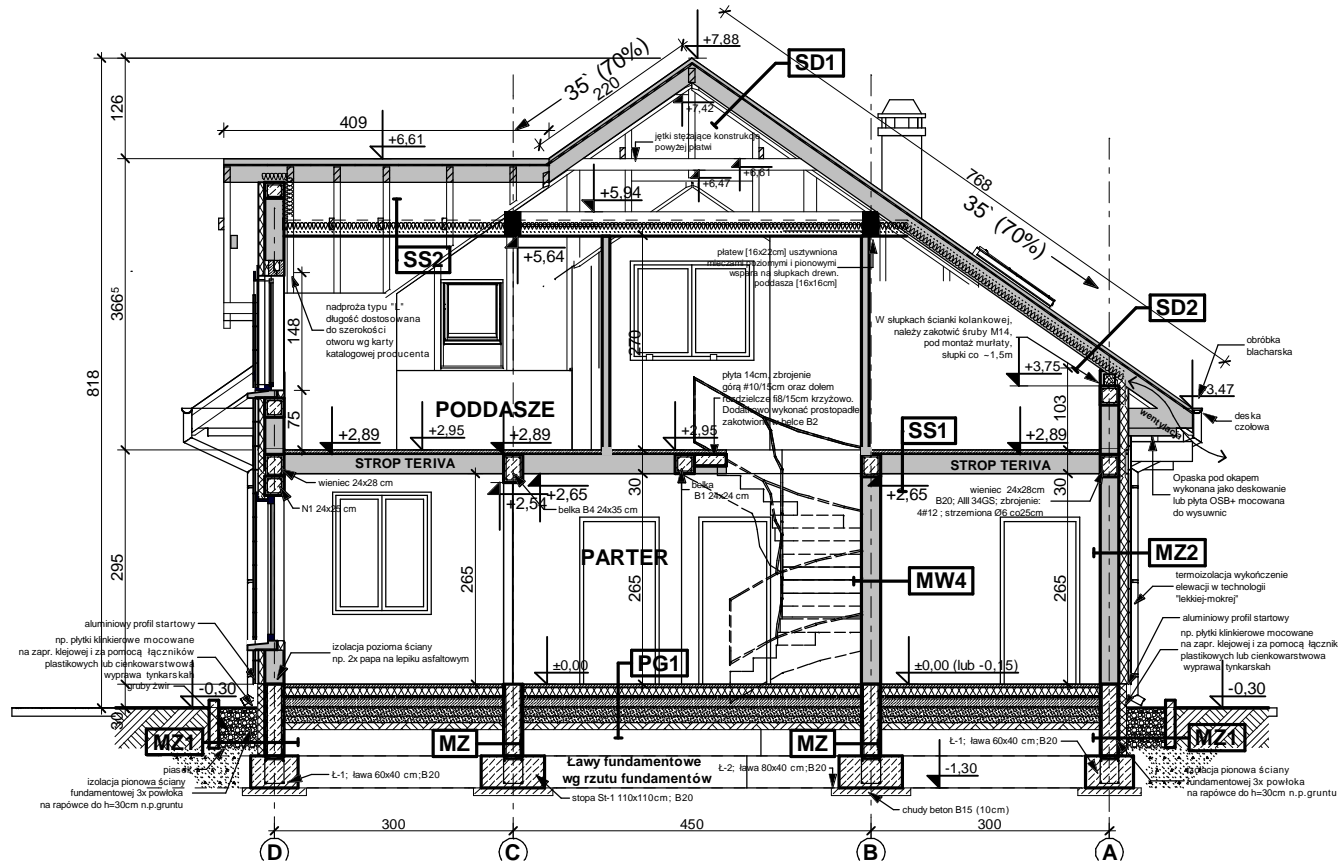 +7,88
SD1
35` (70%)
220
126
409
+6,61
+7,42
jętki stężające konstrukcję
powyżej płatwi
+6,61
+6,47
+5,94
768
35` (70%)
SS2
+5,64
płatew [16x22cm] usztywniona
mieczami poziomymi i pionowymi
wsparta na słupkach drewn.
poddasza [16x16cm]
SD2
366⁵
818
148
nadproża typu "L"
długość dostosowana
do szerokości
otworu wg karty
katalogowej producenta
270
W słupkach ścianki kolankowej,
należy zakotwić śruby M14,
pod montaż murłaty,
słupki co ~1,5m
obróbka
blacharska
+3,75
+3,47
płyta 14cm, zbrojenie
górą #10/15cm oraz dołem
rozdzielcze fi8/15cm krzyżowo.
Dodatkowo wykonać prostopadłe
zakotwione w belce B2
75
PODDASZE
103
deska
czołowa
wentylacja
SS1
+2,89
+2,95
+2,89
+2,95
+2,89
STROP TERIVA
STROP TERIVA
wieniec 24x28 cm
N1 24x25 cm
+2,65
+2,54
belka B4 24x35 cm
30
belka
B1 24x24 cm
+2,65
wieniec 24x28cm
B20; AIII 34GS; zbrojenie:
4#12 ; strzemiona Ø6 co25cm
30
Opaska pod okapem
wykonana jako deskowanie
lub płyta OSB+ mocowana
do wysuwnic
PARTER
MZ2
295
265
265
265
MW4
termoizolacja wykończenie
elewacji w technologii
"lekkiej-mokrej"
aluminiowy profil startowy
np. płytki klinkierowe mocowane
na zapr. klejowej i za pomocą łączników
plastikowych lub cienkowarstwowa
wyprawa tynkarskah
gruby żwir
izolacja pozioma ściany
np. 2x papa na lepiku asfaltowym
aluminiowy profil startowy
np. płytki klinkierowe mocowane
na zapr. klejowej i za pomocą łącznik
plastikowych lub cienkowarstwowa
wyprawa tynkarskah
±0,00
PG1
±0,00 (lub -0,15)
-0,30
-0,30
30
MZ1
MZ
MZ
MZ1
Ł-1; ława 60x40 cm;B20
Ławy fundamentowe
wg rzutu fundamentów
izolacja pionowa ściany
fundamentowej 3x powłoka
na rapówce do h=30cm n.p.gruntu
Ł-1; ława 60x40 cm;B20
Ł-2; ława 80x40 cm;B20
-1,30
izolacja pionowa ściany
fundamentowej 3x powłoka
na rapówce do h=30cm n.p.gruntu
stopa St-1 110x110cm; B20
chudy beton B15 (10cm)
300
450
300
D
C
B
A